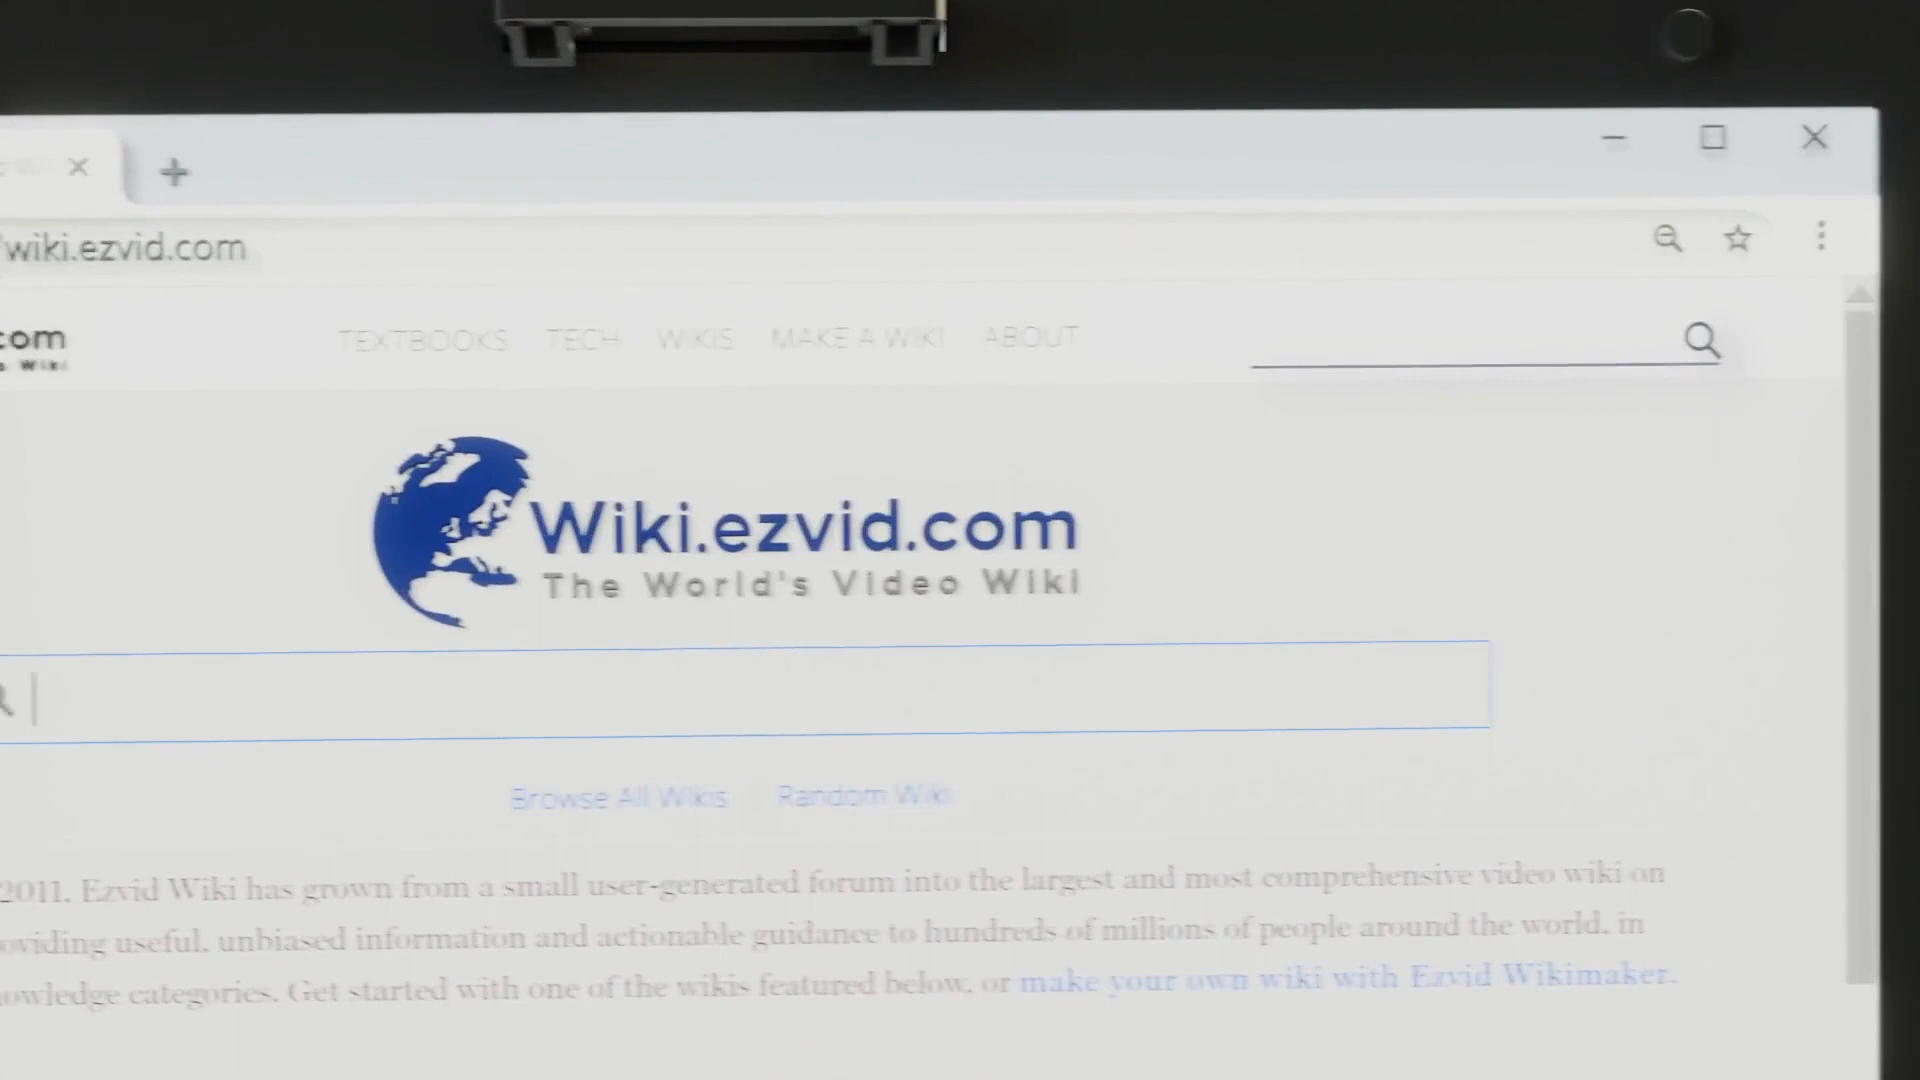 wiki.ezvid.com
com
Wiki
TEXTBOOKS TECH WIKIS MAKE A WIKI ABOUT
Wiki.ezvid.com
The World's Video Wiki
Browse All Wikis Random Wiki
2011, Ezvid Wiki has grown from a small user-generated forum into the largest and most comprehensive video wiki on
oviding useful, unbiased information and actionable guidance to hundreds of millions of people around the world, in
owledge categories. Get started with one of the wikis featured below, or make your own wiki with Ezvid Wikimaker.